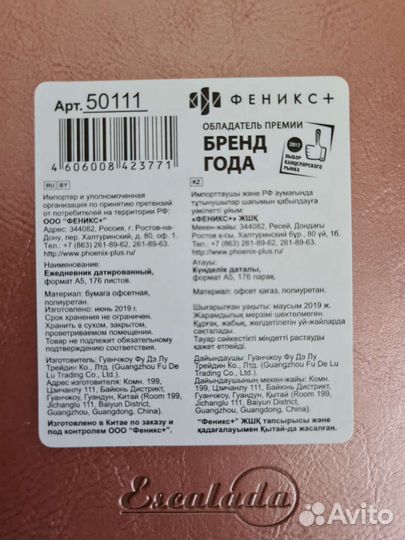 Арт. 50111
4 606008 423771
ФЕНИКС+
ОБЛАДАТЕЛЬ ПРЕМИИ
БРЕНД
ГОДА
2017
ВЫБОР
КАНЦЕЛЯРСКОГО
РЫНКА
RU BY
Импортер и уполномоченная
организация по принятию претензий
от потребителей на территории РФ:
ООО "ФЕНИКС+"
Адрес: 344082, Россия, г. Ростов-на-
Дону, пер. Халтуринский, д. 80, оф. 1.
Тел.: +7 (863) 261-89-62, 261-89-63.
http://www.phoenix-plus.ru/
Наименование:
Ежедневник датированный,
формат А5, 176 листов.
Материал: бумага офсетная,
полиуретан.
Изготовлено: июнь 2019 г.
Срок хранения не ограничен.
Хранить в сухом, закрытом,
проветриваемом помещении.
Товар не подлежит обязательному
подтверждению соответствия.
Изготовитель: Гуанчжоу Фу Дэ Лу
Трейдин Ко., Лтд. (Guangzhou Fu De
Lu Trading Co., Ltd.).
Адрес изготовителя: Комн. 199,
Цзичанлу 111, Байюнь Дистрикт,
Гуанчжоу, Гуандун, Китай (Room 199,
Jichanglu 111, Baiyun District,
Guangzhou, Guangdong, China).
Изготовлено в Китае по заказу и
под контролем ООО "Феникс+"
KZ
Импорттаушы және РФ аумағында
тұтынушылар шағымын қабылдауға
уәкілетті ұйым:
«ФЕНИКС+» ЖШҚ
Мекен-жайы: 344082, Ресей, Дондағы
Ростов к-сы, Халтуринский бұр. 80 үй, 1б.
Тел.: +7 (863) 261-89-62, 261-89-63.
http://www.phoenix-plus.ru/
Атауы:
Күнделік даталы,
формат А5, 176 парақ.
Материал: офсет қағаз, полиуретан.
Шығарылған уақыты: маусым 2019 ж.
Жарамдылық мерзімі шектелмеген.
Құрғақ, жабық, желдетілетін үй-жайларда
сақталады.
Тауар сәйкестікті міндетті растауды
қажет етпейді.
Дайындаушы: Гуанчжоу Фу Дэ Лу
Трейдин Ко., Лтд. (Guangzhou Fu De Lu
Trading Co., Ltd.).
Дайындаушының мекен-жайы: Комн.
199, Цзичанлу 111, Байюнь Дистрикт,
Гуанчжоу, Гуандун, Китай (Room 199,
Jichanglu 111, Baiyun District,
Guangzhou, Guangdong, China).
"Феникс+" ЖШҚ тапсырысы және
қадағалауымен Қытай-да жасалған.
Escalada
Avito